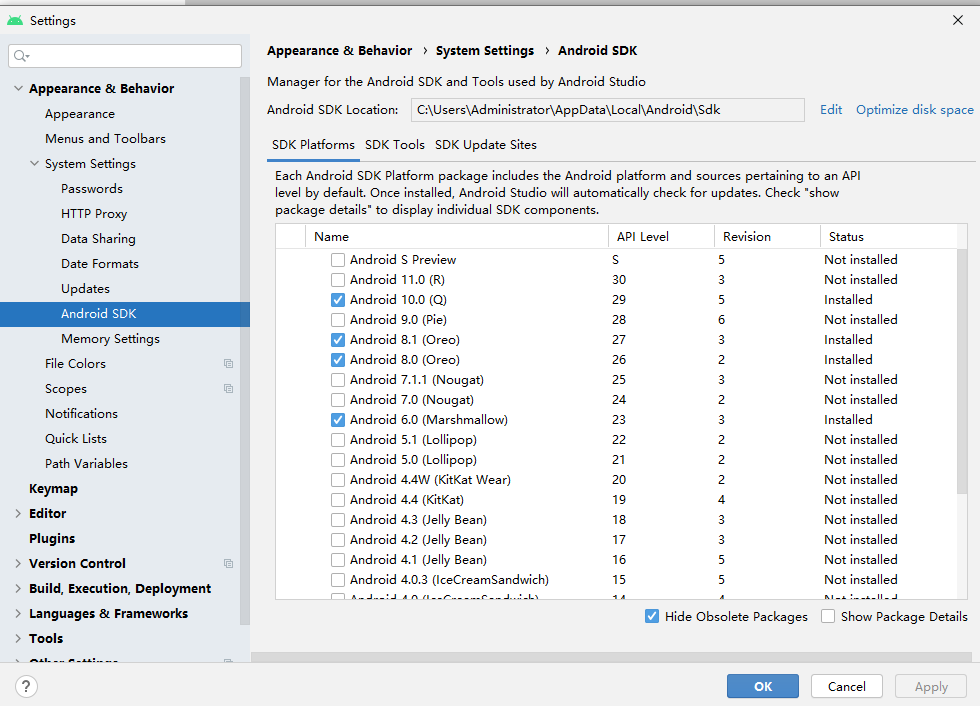 Settings
Appearance & Behavior
Appearance
Menus and Toolbars
System Settings
Passwords
HTTP Proxy
Data Sharing
Date Formats
Updates
Android SDK
Memory Settings
File Colors
Scopes
Notifications
Quick Lists
Path Variables
Keymap
Editor
Plugins
Version Control
Build, Execution, Deployment
Languages & Frameworks
Tools
Other Settings
Appearance & Behavior › System Settings › Android SDK
Manager for the Android SDK and Tools used by Android Studio
Android SDK Location: C:\Users\Administrator\AppData\Local\Android\Sdk Edit Optimize disk space
SDK Platforms SDK Tools SDK Update Sites
Each Android SDK Platform package includes the Android platform and sources pertaining to an API
level by default. Once installed, Android Studio will automatically check for updates. Check "show
package details" to display individual SDK components.
Name API Level Revision Status
Android S Preview S 5 Not installed
Android 11.0 (R) 30 3 Not installed
Android 10.0 (Q) 29 5 Installed
Android 9.0 (Pie) 28 6 Not installed
Android 8.1 (Oreo) 27 3 Installed
Android 8.0 (Oreo) 26 2 Installed
Android 7.1.1 (Nougat) 25 3 Not installed
Android 7.0 (Nougat) 24 2 Not installed
Android 6.0 (Marshmallow) 23 3 Installed
Android 5.1 (Lollipop) 22 2 Not installed
Android 5.0 (Lollipop) 21 2 Not installed
Android 4.4W (KitKat Wear) 20 2 Not installed
Android 4.4 (KitKat) 19 4 Not installed
Android 4.3 (Jelly Bean) 18 3 Not installed
Android 4.2 (Jelly Bean) 17 3 Not installed
Android 4.1 (Jelly Bean) 16 5 Not installed
Android 4.0.3 (IceCreamSandwich) 15 5 Not installed
Android 4.0 (IceCreamSandwich) 14 4 Not installed
Hide Obsolete Packages Show Package Details
? OK Cancel Apply